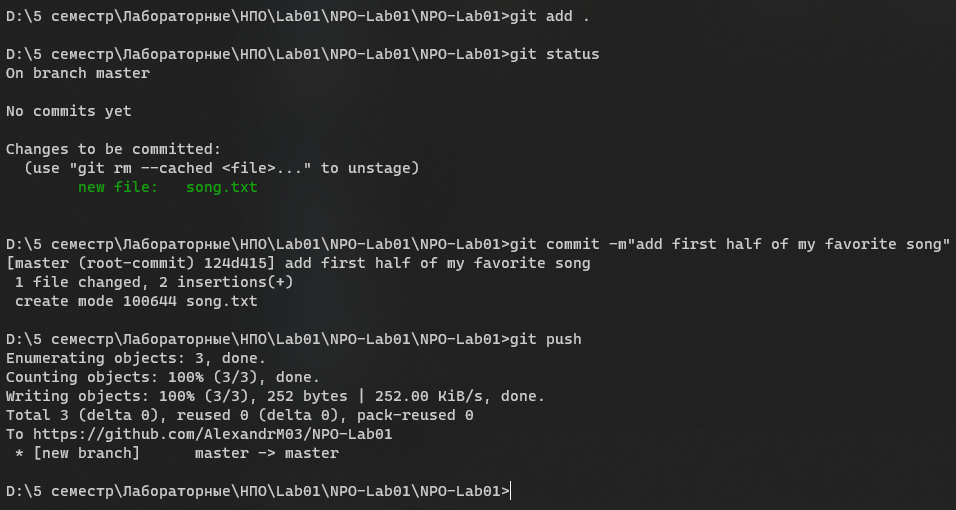 D:\5 семестр\Лабораторные\НПО\Lab01\NPO-Lab01\NPO-Lab01>git add .
D:\5 семестр\Лабораторные\НПО\Lab01\NPO-Lab01\NPO-Lab01>git status
On branch master
No commits yet
Changes to be committed:
  (use "git rm --cached <file>..." to unstage)
        new file:   song.txt
D:\5 семестр\Лабораторные\НПО\Lab01\NPO-Lab01\NPO-Lab01>git commit -m"add first half of my favorite song"
[master (root-commit) 124d415] add first half of my favorite song
 1 file changed, 2 insertions(+)
 create mode 100644 song.txt
D:\5 семестр\Лабораторные\НПО\Lab01\NPO-Lab01\NPO-Lab01>git push
Enumerating objects: 3, done.
Counting objects: 100% (3/3), done.
Writing objects: 100% (3/3), 252 bytes | 252.00 KiB/s, done.
Total 3 (delta 0), reused 0 (delta 0), pack-reused 0
To https://github.com/AlexandrM03/NPO-Lab01
 * [new branch]      master -> master
D:\5 семестр\Лабораторные\НПО\Lab01\NPO-Lab01\NPO-Lab01>